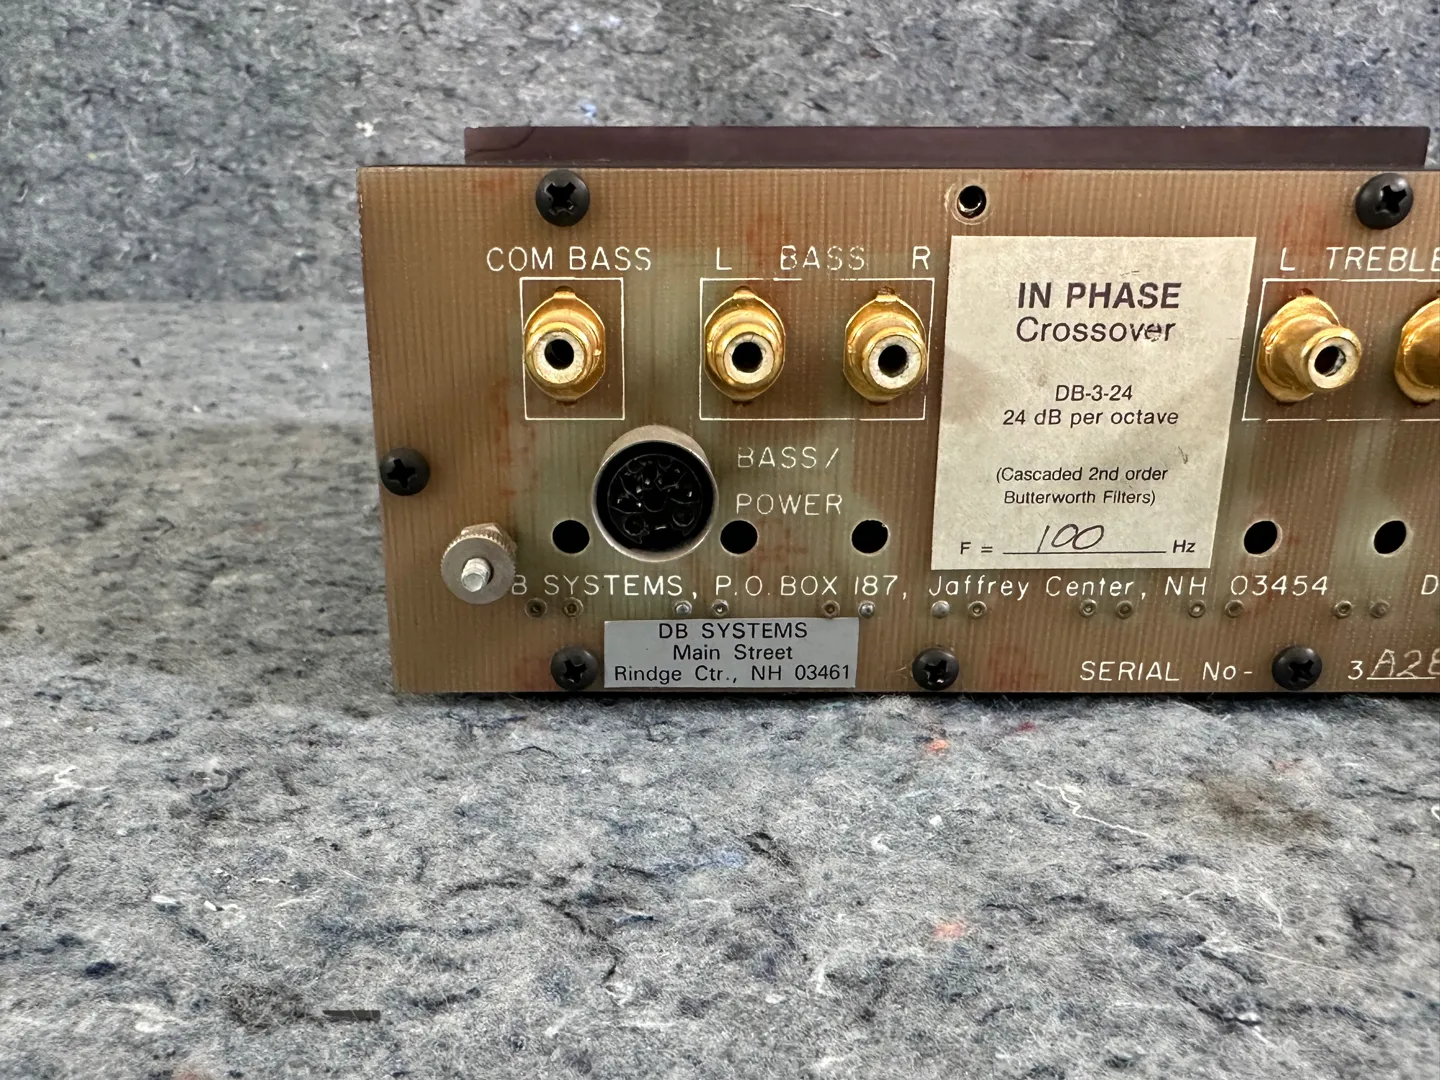 COM BASS
L BASS R
L TREBLE
IN PHASE
Crossover
DB-3-24
24 dB per octave
(Cascaded 2nd order
Butterworth Filters)
F = 100 Hz
BASS/
POWER
B SYSTEMS, P.O. BOX 187, Jaffrey Center, NH 03454 D
DB SYSTEMS
Main Street
Rindge Ctr., NH 03461
SERIAL No- 3 A2